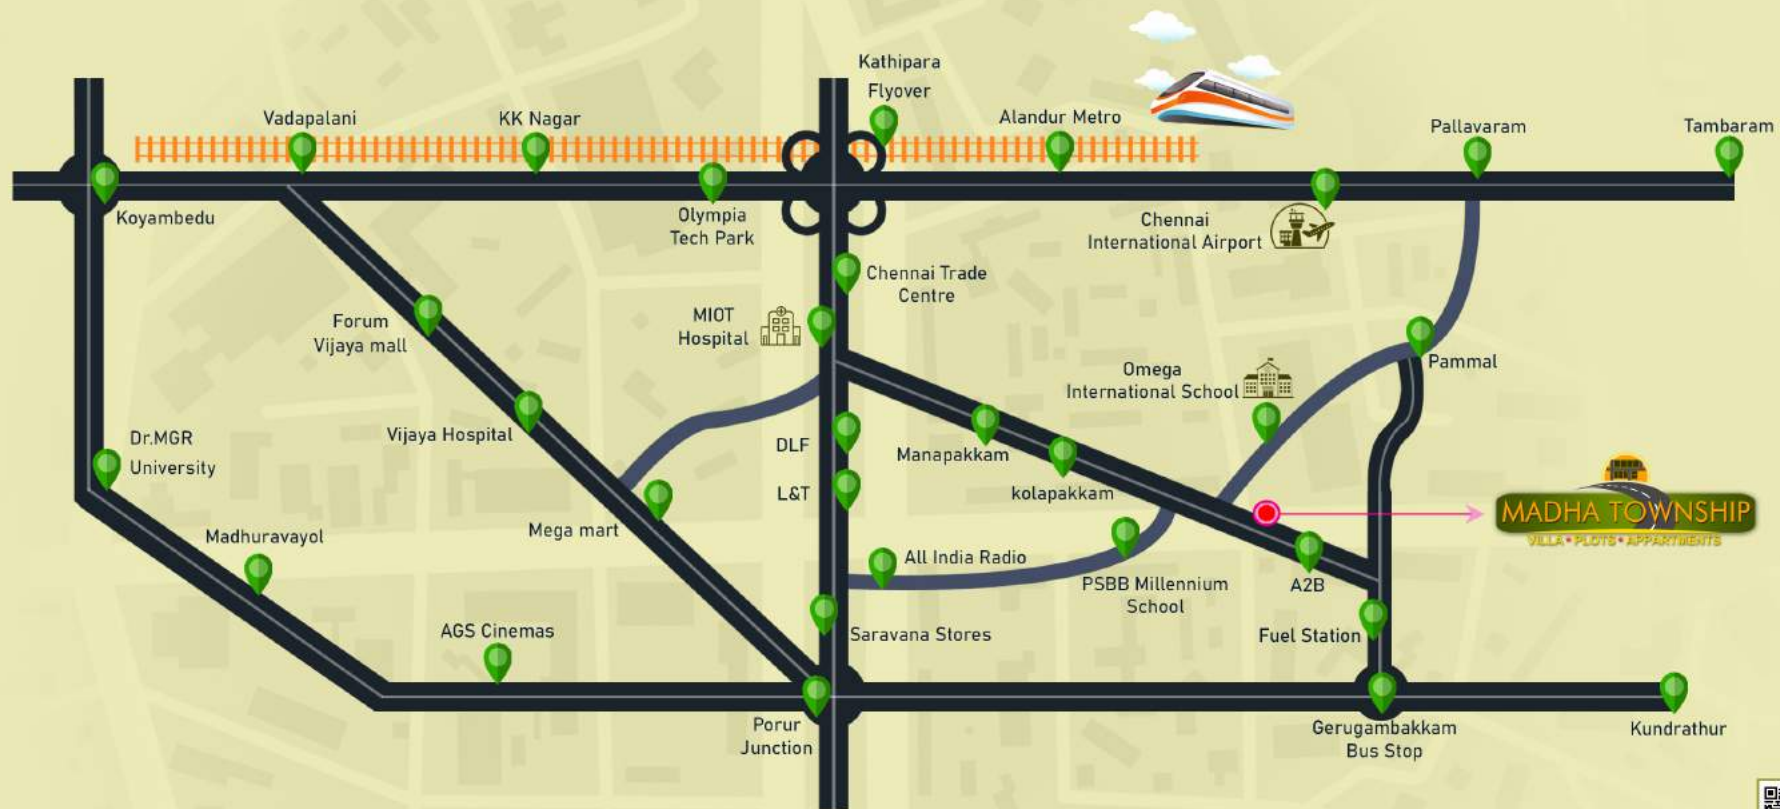 Kathipara
Flyover
Vadapalani
KK Nagar
Alandur Metro
Pallavaram
Tambaram
Koyambedu
Olympia
Tech Park
Chennai
International Airport
Chennai Trade
Centre
MIOT
Hospital
Forum
Vijaya mall
Pammal
Omega
International School
Dr.MGR
University
Vijaya Hospital
DLF
Manapakkam
L&T
kolapakkam
Mega mart
MADHA TOWNSHIP
VILLA • PLOTS • APPARTMENTS
Madhuravayol
All India Radio
PSBB Millennium
School
A2B
AGS Cinemas
Saravana Stores
Fuel Station
Porur
Junction
Gerugambakkam
Bus Stop
Kundrathur